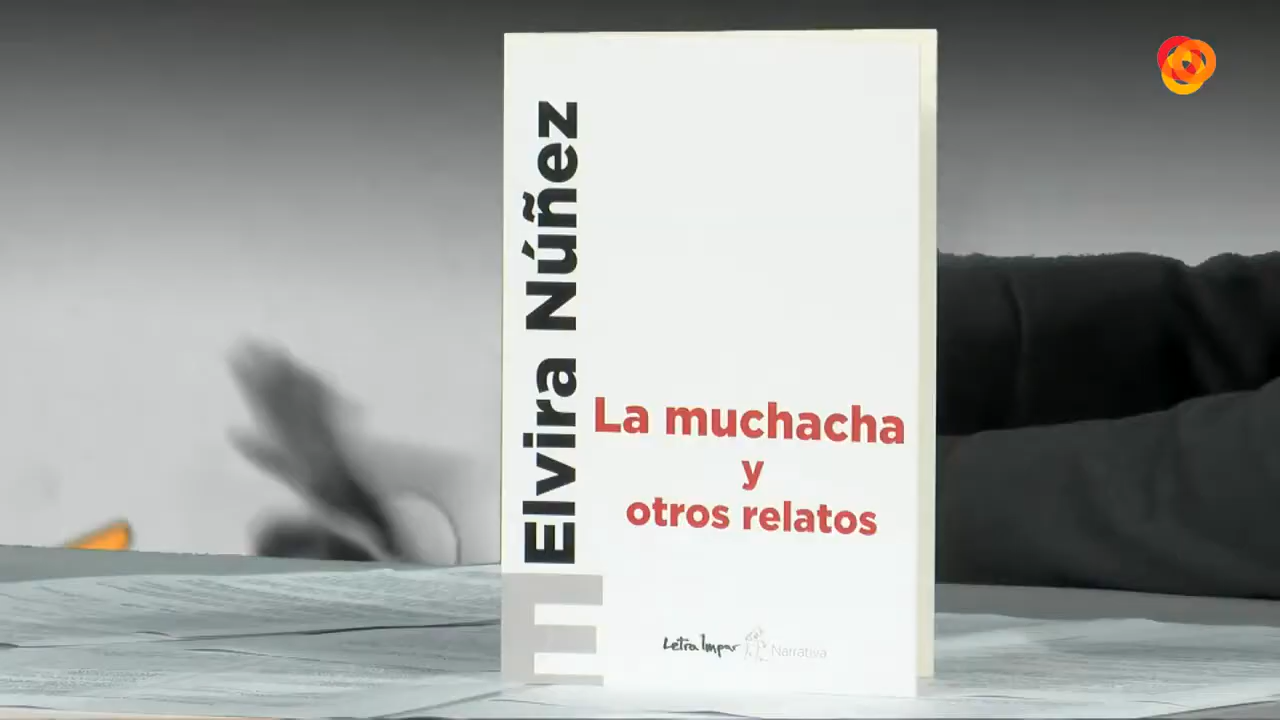 Elvira Núñez
La muchacha
y
otros relatos
Letra Impar Narrativa